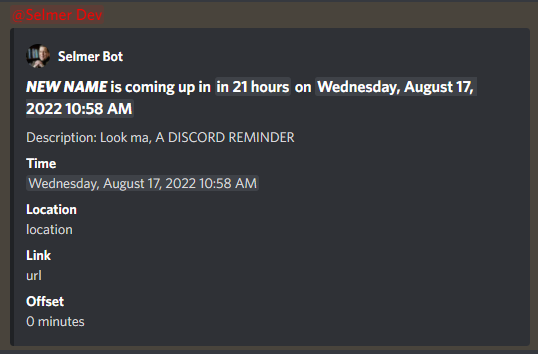 @Selmer Dev
Selmer Bot
NEW NAME is coming up in in 21 hours on Wednesday, August 17,
2022 10:58 AM
Description: Look ma, A DISCORD REMINDER
Time
Wednesday, August 17, 2022 10:58 AM
Location
location
Link
url
Offset
0 minutes